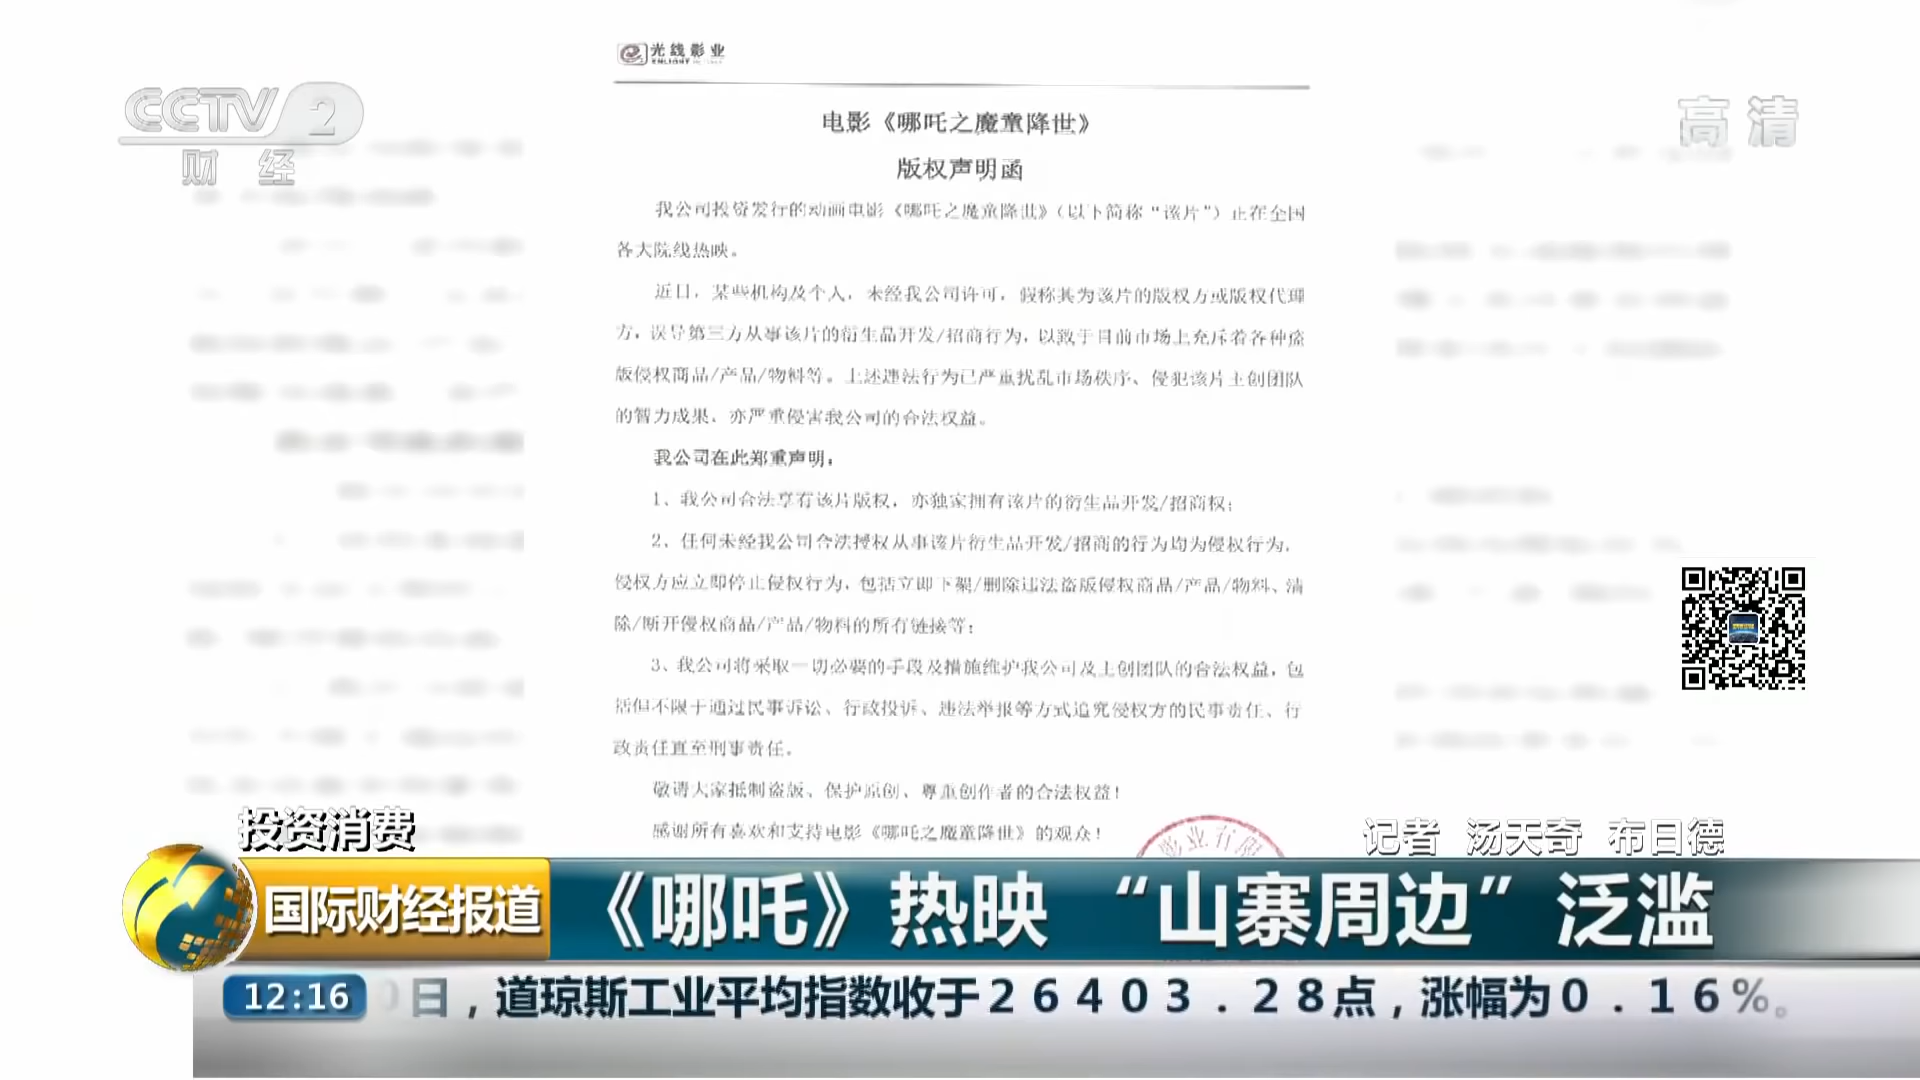 光线影业
CCTV 2
财 经
高清
电影《哪吒之魔童降世》
版权声明函
我公司投资发行的动画电影《哪吒之魔童降世》（以下简称“该片”）正在全国
各大院线热映。
近日，某些机构及个人，未经我公司许可，假称其为该片的版权方或版权代理
方，误导第三方从事该片的衍生品开发/招商行为，以致于目前市场上充斥着各种盗
版侵权商品/产品/物料等。上述违法行为已严重扰乱市场秩序、侵犯该片主创团队
的智力成果、亦严重侵害我公司的合法权益。
我公司在此郑重声明：
1、我公司合法享有该片版权，亦独家拥有该片的衍生品开发/招商权；
2、任何未经我公司合法授权从事该片衍生品开发/招商的行为均为侵权行为，
侵权方应立即停止侵权行为，包括立即下架/删除违法盗版侵权商品/产品/物料、清
除/断开侵权商品/产品/物料的所有链接等；
3、我公司将采取一切必要的手段及措施维护我公司及主创团队的合法权益，包
括但不限于通过民事诉讼、行政投诉、违法举报等方式追究侵权方的民事责任、行
政责任直至刑事责任。
敬请大家抵制盗版、保护原创、尊重创作者的合法权益！
感谢所有喜欢和支持电影《哪吒之魔童降世》的观众！
影业有限
投资消费
记者 汤天奇 布日德
国际财经报道
《哪吒》热映 “山寨周边”泛滥
12:16
日，道琼斯工业平均指数收于26403.28点，涨幅为0.16%。